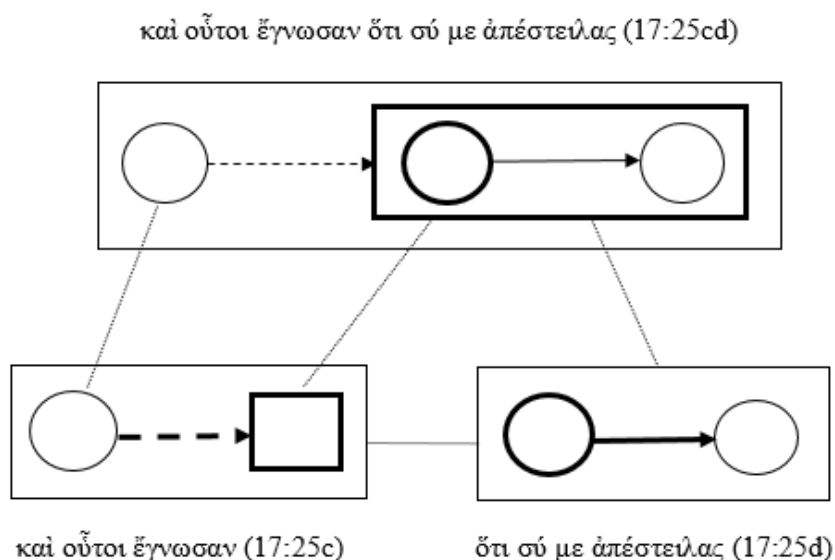 καὶ οὗτοι ἔγνωσαν ὅτι σύ με ἀπέστειλας (17:25cd)
καὶ οὗτοι ἔγνωσαν (17:25c)
ὅτι σύ με ἀπέστειλας (17:25d)